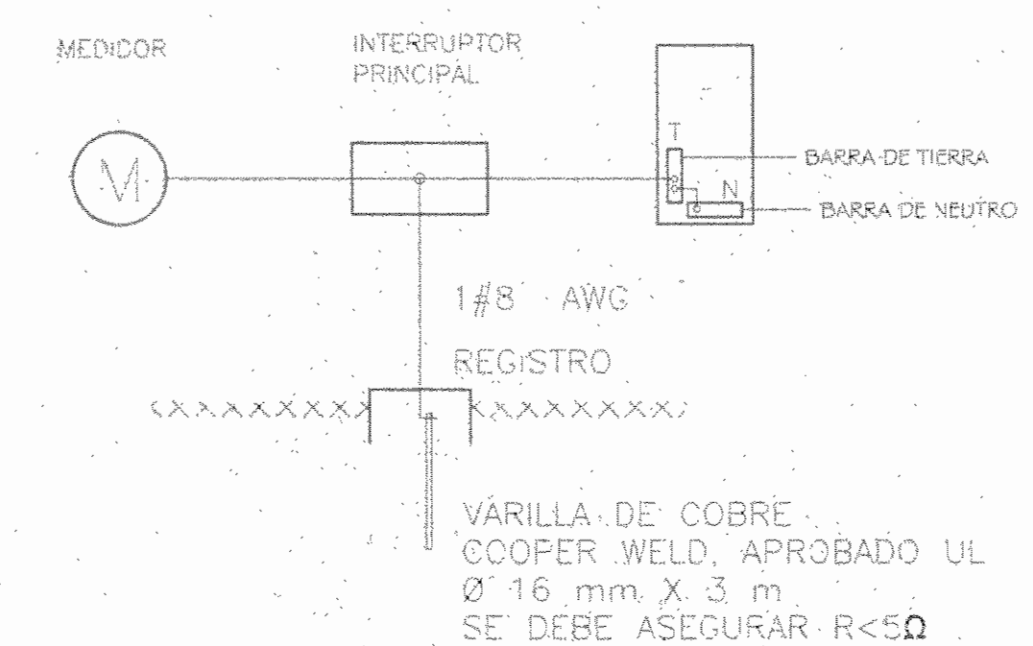 MEDIDOR
INTERRUPTOR
PRINCIPAL
M
T
BARRA DE TIERRA
N
BARRA DE NEUTRO
1#8 AWG
REGISTRO
VARILLA DE COBRE
COOPER WELD, APROBADO UL
Ø 16 mm X 3 m
SE DEBE ASEGURAR R<5Ω